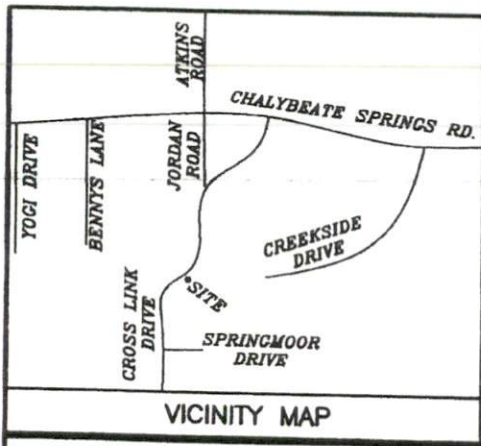 ATKINS
ROAD
CHALYBEATE SPRINGS RD.
YOGI DRIVE
BENNYS LANE
JORDAN
ROAD
CREEKSIDE
DRIVE
SITE
CROSS LINK
DRIVE
SPRINGMOOR
DRIVE
VICINITY MAP